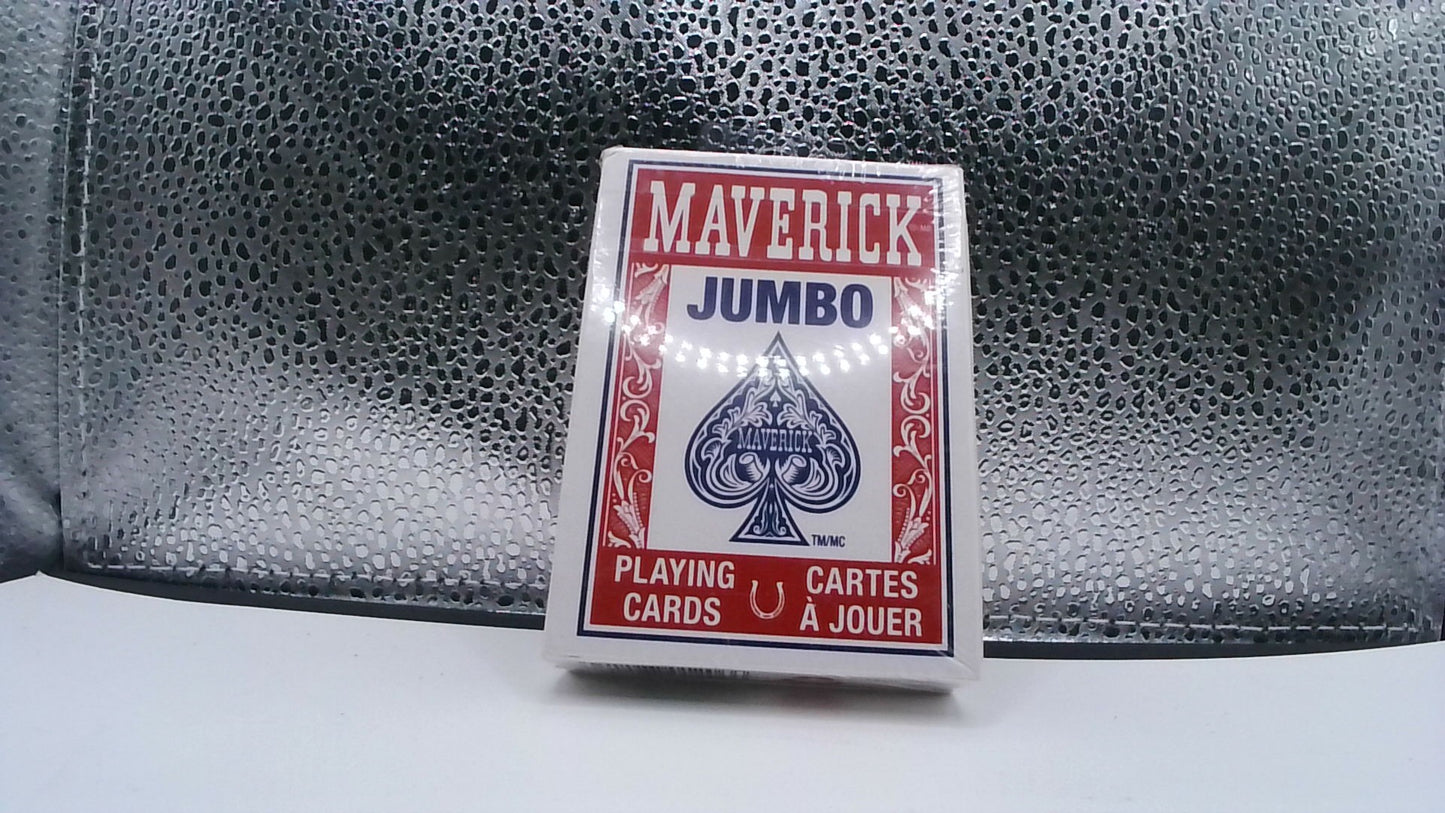 MAVERICK
JUMBO
MAVERICK
TM/MC
PLAYING
CARDS
CARTES
À JOUER